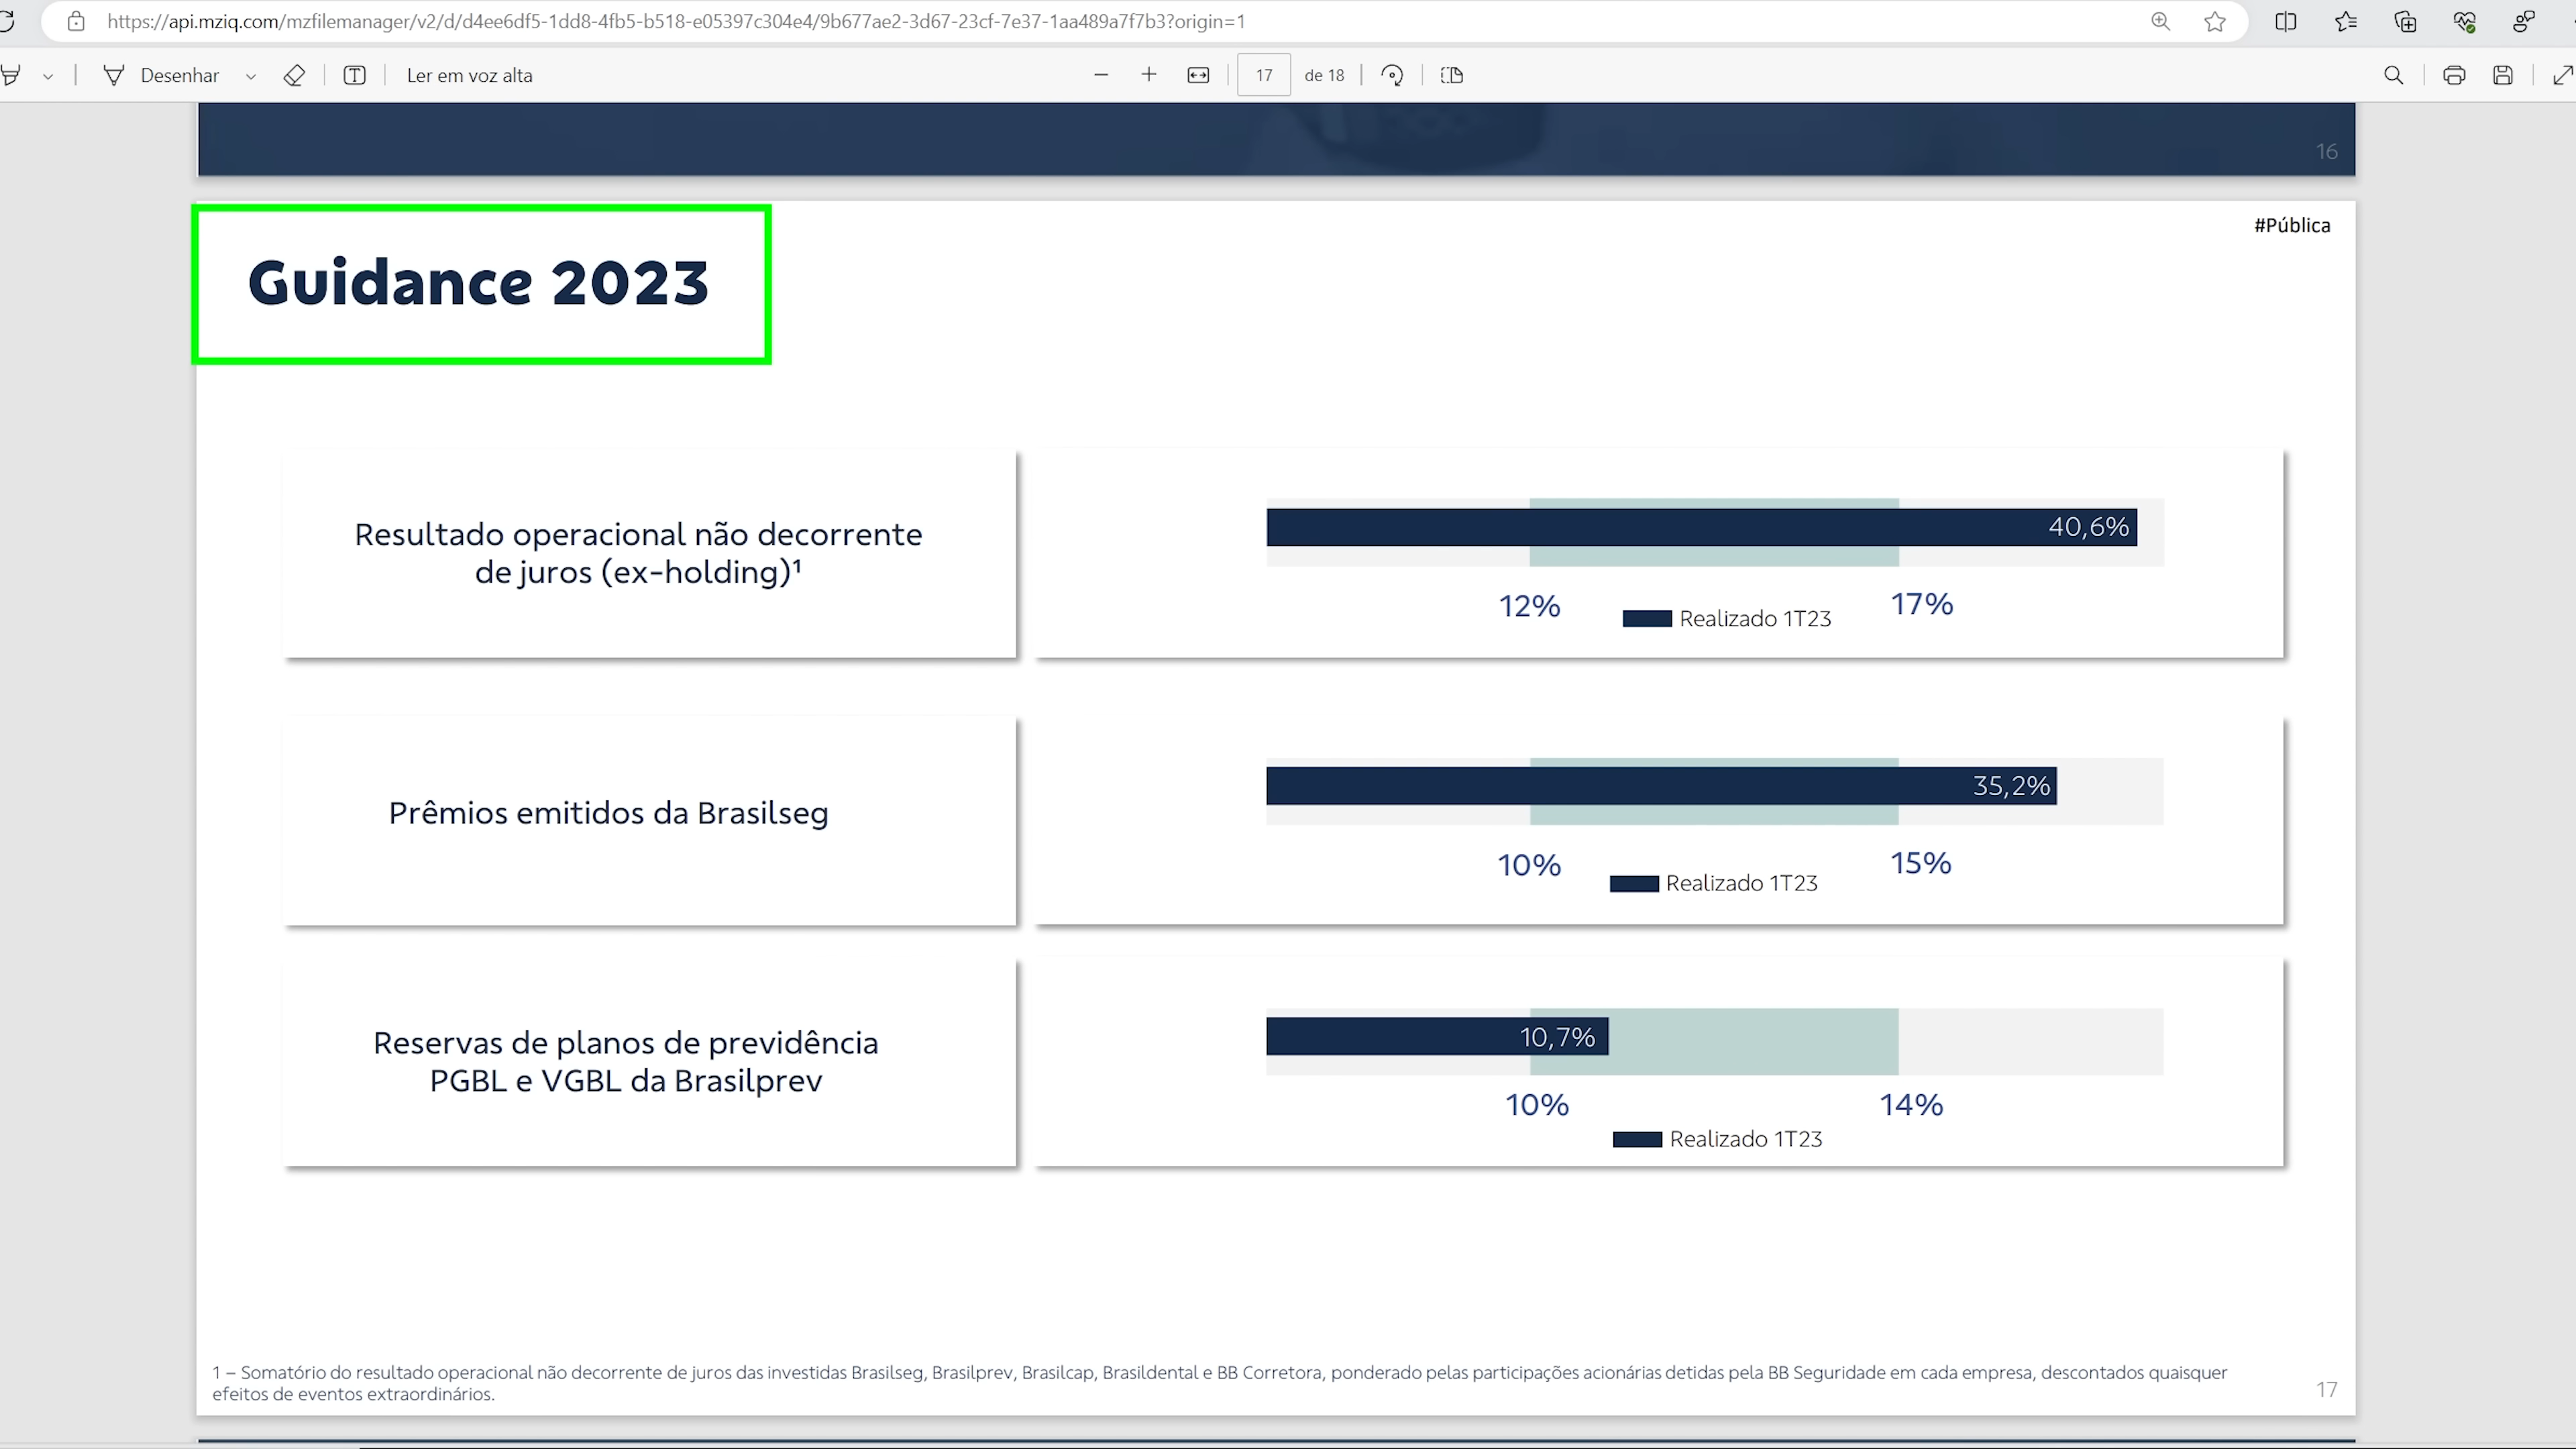 https://api.mziq.com/mzfilemanager/v2/d/d4ee6df5-1dd8-4fb5-b518-e05397c304e4/9b677ae2-3d67-23cf-7e37-1aa489a7f7b3?origin=1
Desenhar
Ler em voz alta
17 de 18
16
#Pública
Guidance 2023
Resultado operacional não decorrente
de juros (ex-holding)¹
40,6%
12%
17%
Realizado 1T23
Prêmios emitidos da Brasilseg
35,2%
10%
15%
Realizado 1T23
Reservas de planos de previdência
PGBL e VGBL da Brasilprev
10,7%
10%
14%
Realizado 1T23
1 – Somatório do resultado operacional não decorrente de juros das investidas Brasilseg, Brasilprev, Brasilcap, Brasildental e BB Corretora, ponderado pelas participações acionárias detidas pela BB Seguridade em cada empresa, descontados quaisquer
efeitos de eventos extraordinários.
17